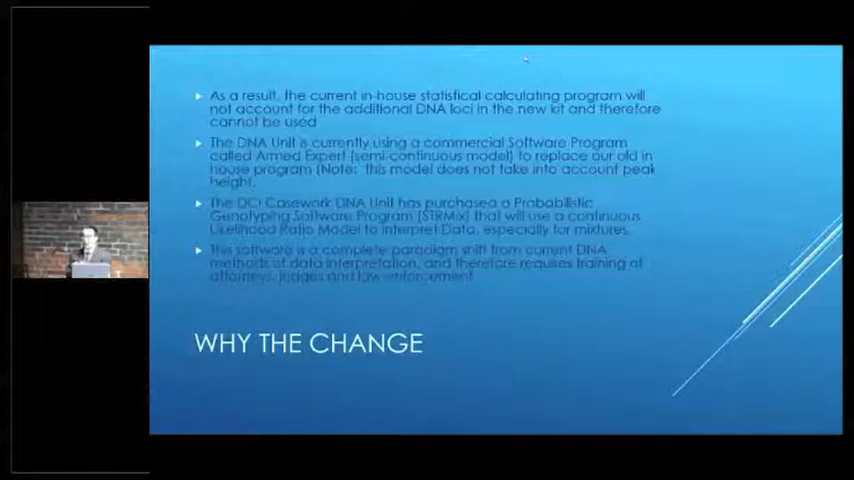 As a result, the current in-house statistical calculating program will
not account for the additional DNA loci in the new kit and therefore
cannot be used
The DNA Unit is currently using a commercial Software Program
called Armed Expert (semi-continuous model) to replace our old in
house program (Note: this model does not take into account peak
height.
The DCI Casework DNA Unit has purchased a Probabilistic
Genotyping Software Program (STRMix) that will use a continuous
Likelihood Ratio Model to interpret Data, especially for mixtures.
This software is a complete paradigm shift from current DNA
methods of data interpretation, and therefore requires training of
attorneys, judges and law enforcement
WHY THE CHANGE